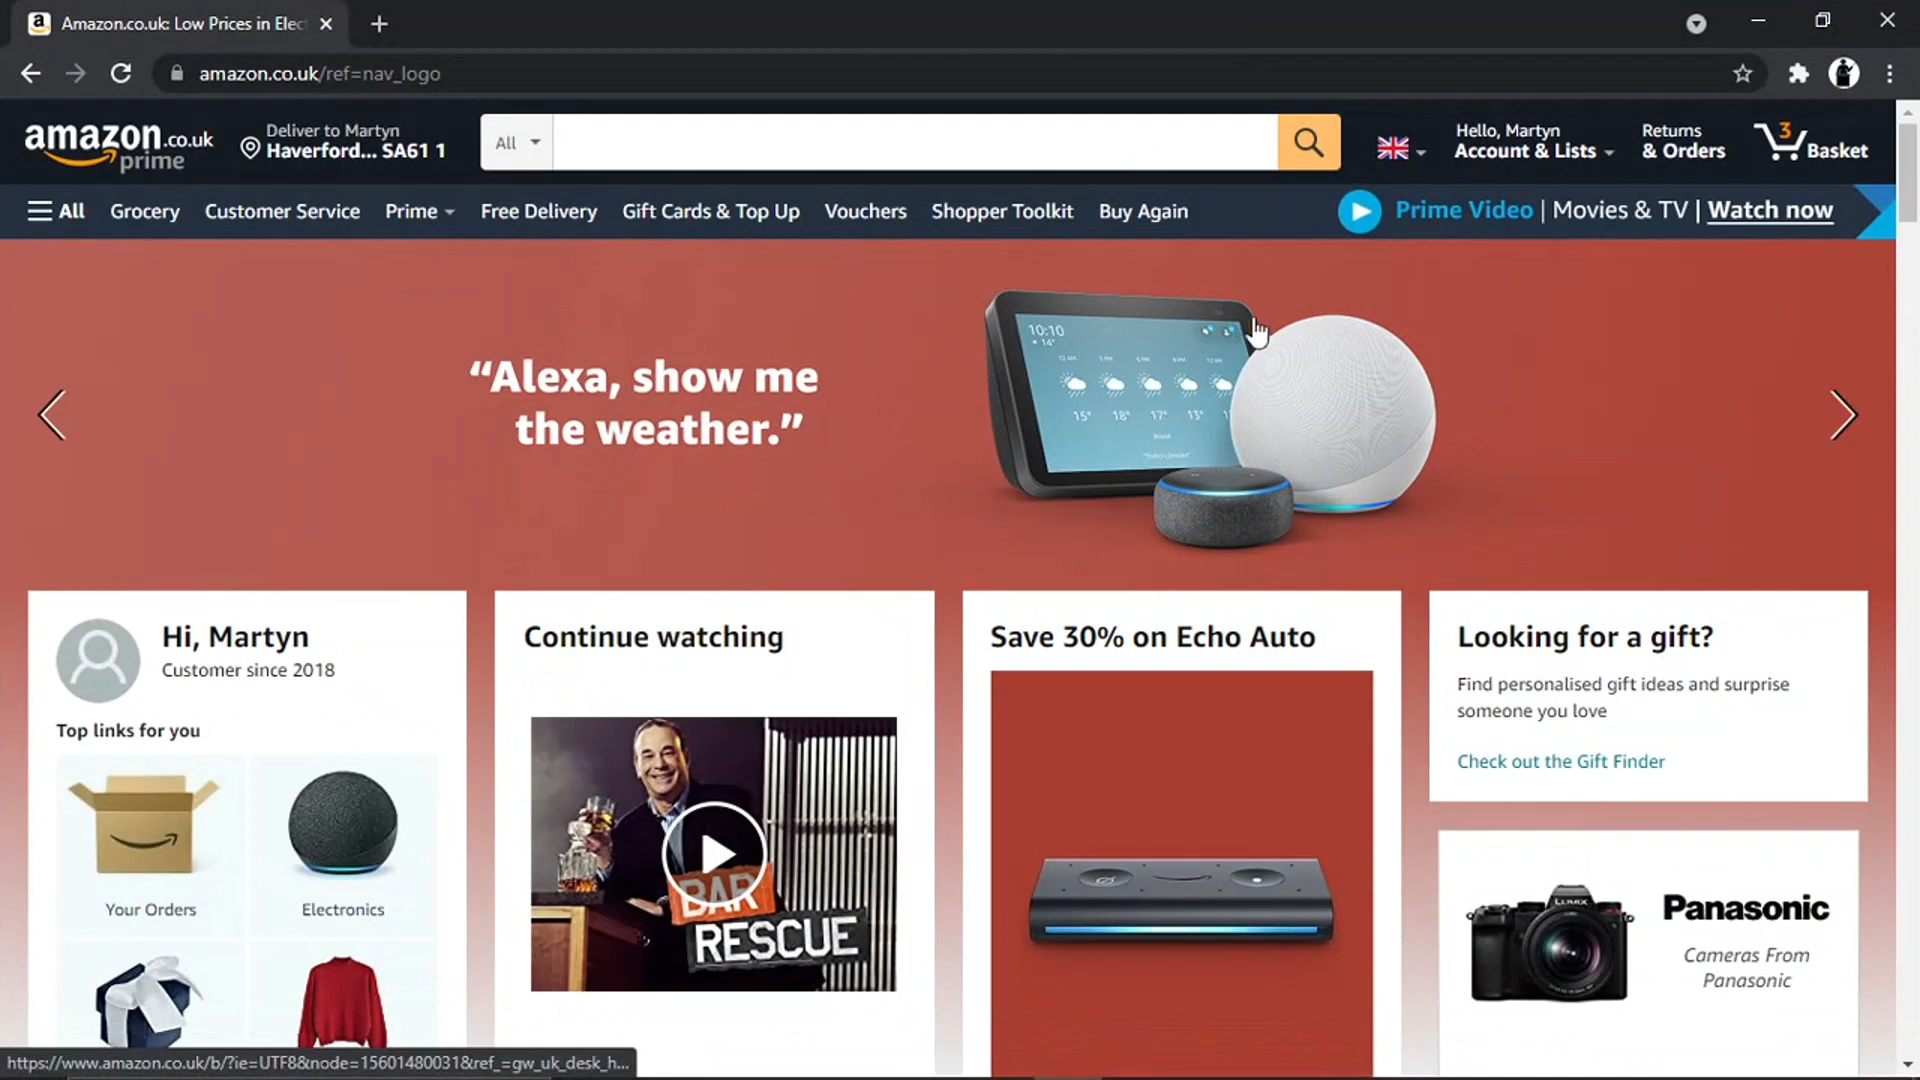 Amazon.co.uk: Low Prices in Elec
amazon.co.uk/ref=nav_logo
amazon.co.uk
prime
Deliver to Martyn
Haverford... SA61 1
All
Hello, Martyn
Account & Lists
Returns
& Orders
3
Basket
All
Grocery
Customer Service
Prime
Free Delivery
Gift Cards & Top Up
Vouchers
Shopper Toolkit
Buy Again
Prime Video | Movies & TV | Watch now
“Alexa, show me
the weather.”
10:10
14°
15° 18° 17° 13°
Hi, Martyn
Customer since 2018
Top links for you
Your Orders
Electronics
Continue watching
BAR
RESCUE
Save 30% on Echo Auto
Looking for a gift?
Find personalised gift ideas and surprise
someone you love
Check out the Gift Finder
LUMIX
Panasonic
Cameras From
Panasonic
https://www.amazon.co.uk/b/?ie=UTF8&node=15601480031&ref_=gw_uk_desk_h...